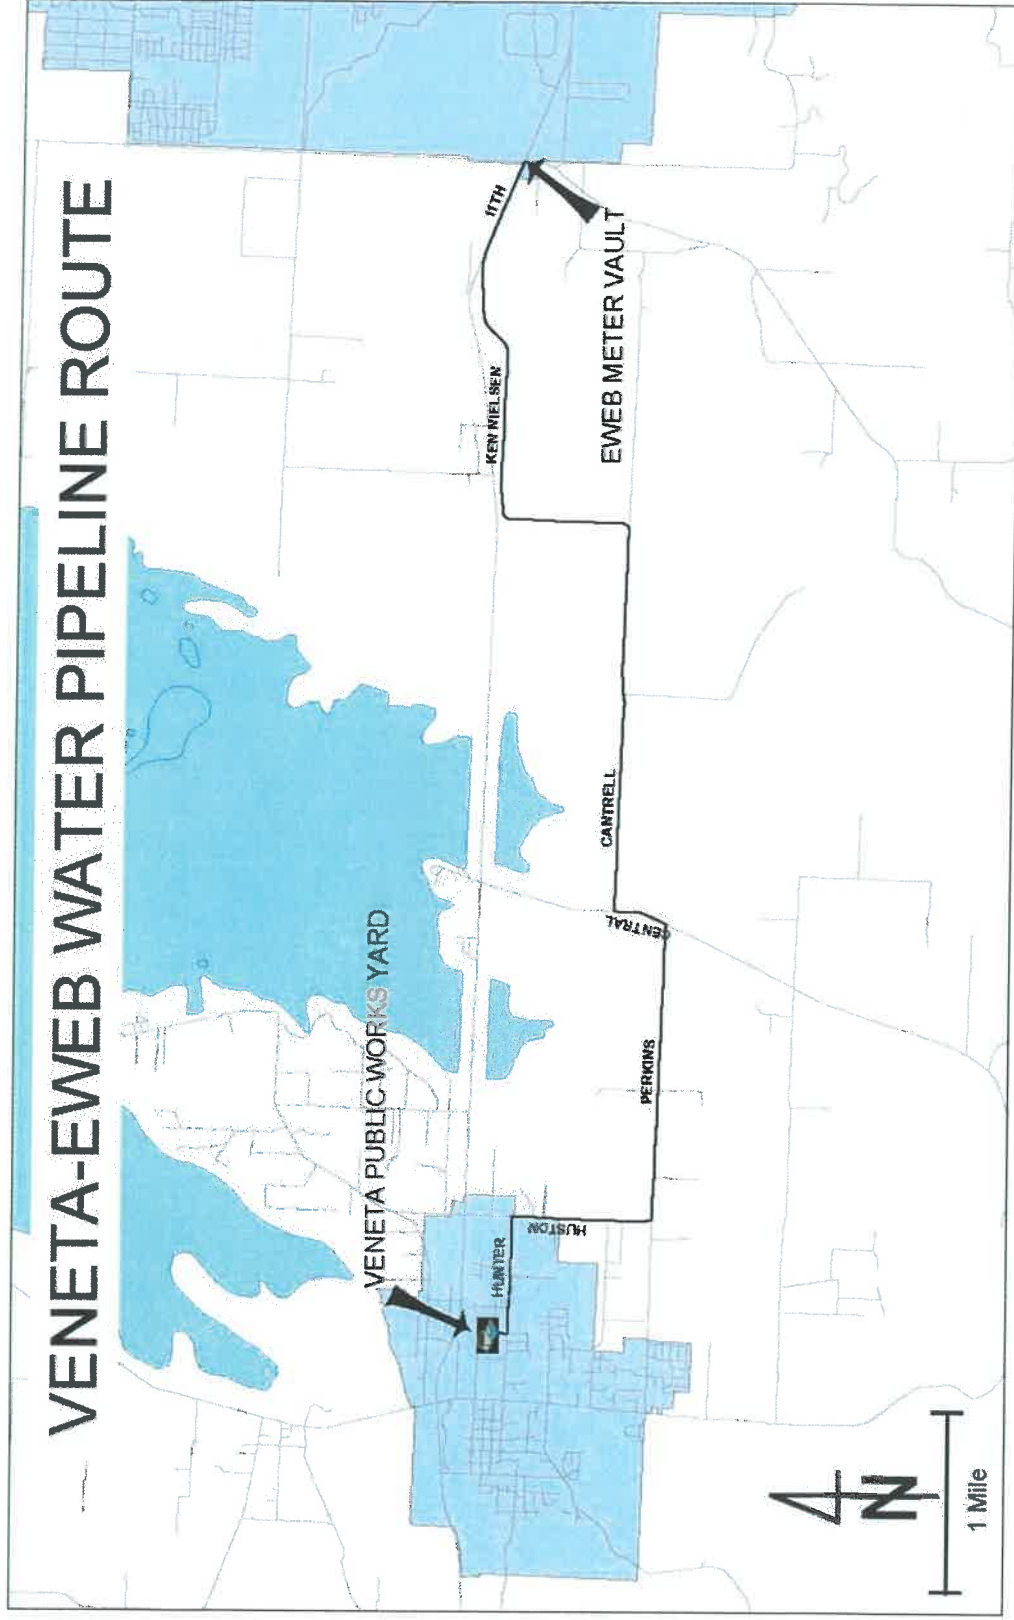 VENETA-EWEB WATER PIPELINE ROUTE
VENETA PUBLIC WORKS YARD
HUNTER
HUSTON
PERKINS
CENTRAL
CANTRELL
KEN NIELSEN
11TH
EWEB METER VAULT
N
1 Mile